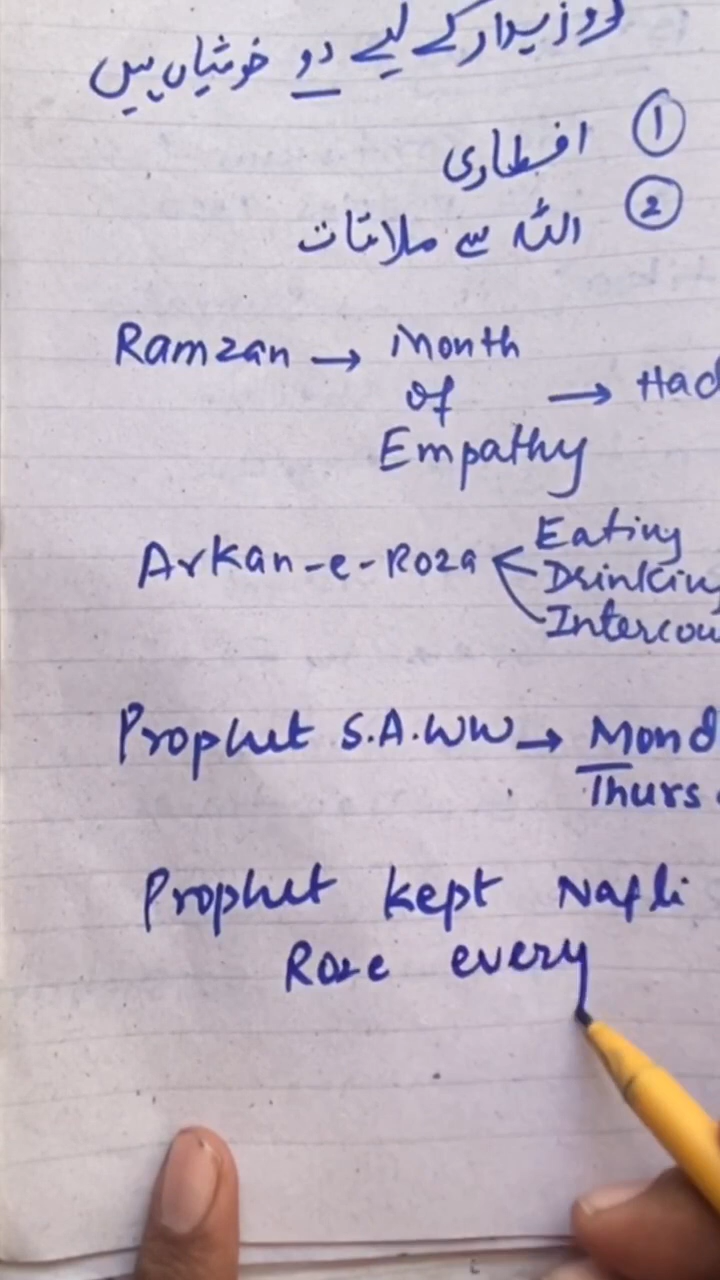 روزیدار کے لیے دو خوشیاں ہیں
① افطاری
② اللہ سے ملاقات
Ramzan → Month
of → Had
Empathy
Arkan-e-Roza Eating
Drinking
Intercou
Prophet S.A.WW → Mond
Thurs
Prophet kept Nafli
Roze every